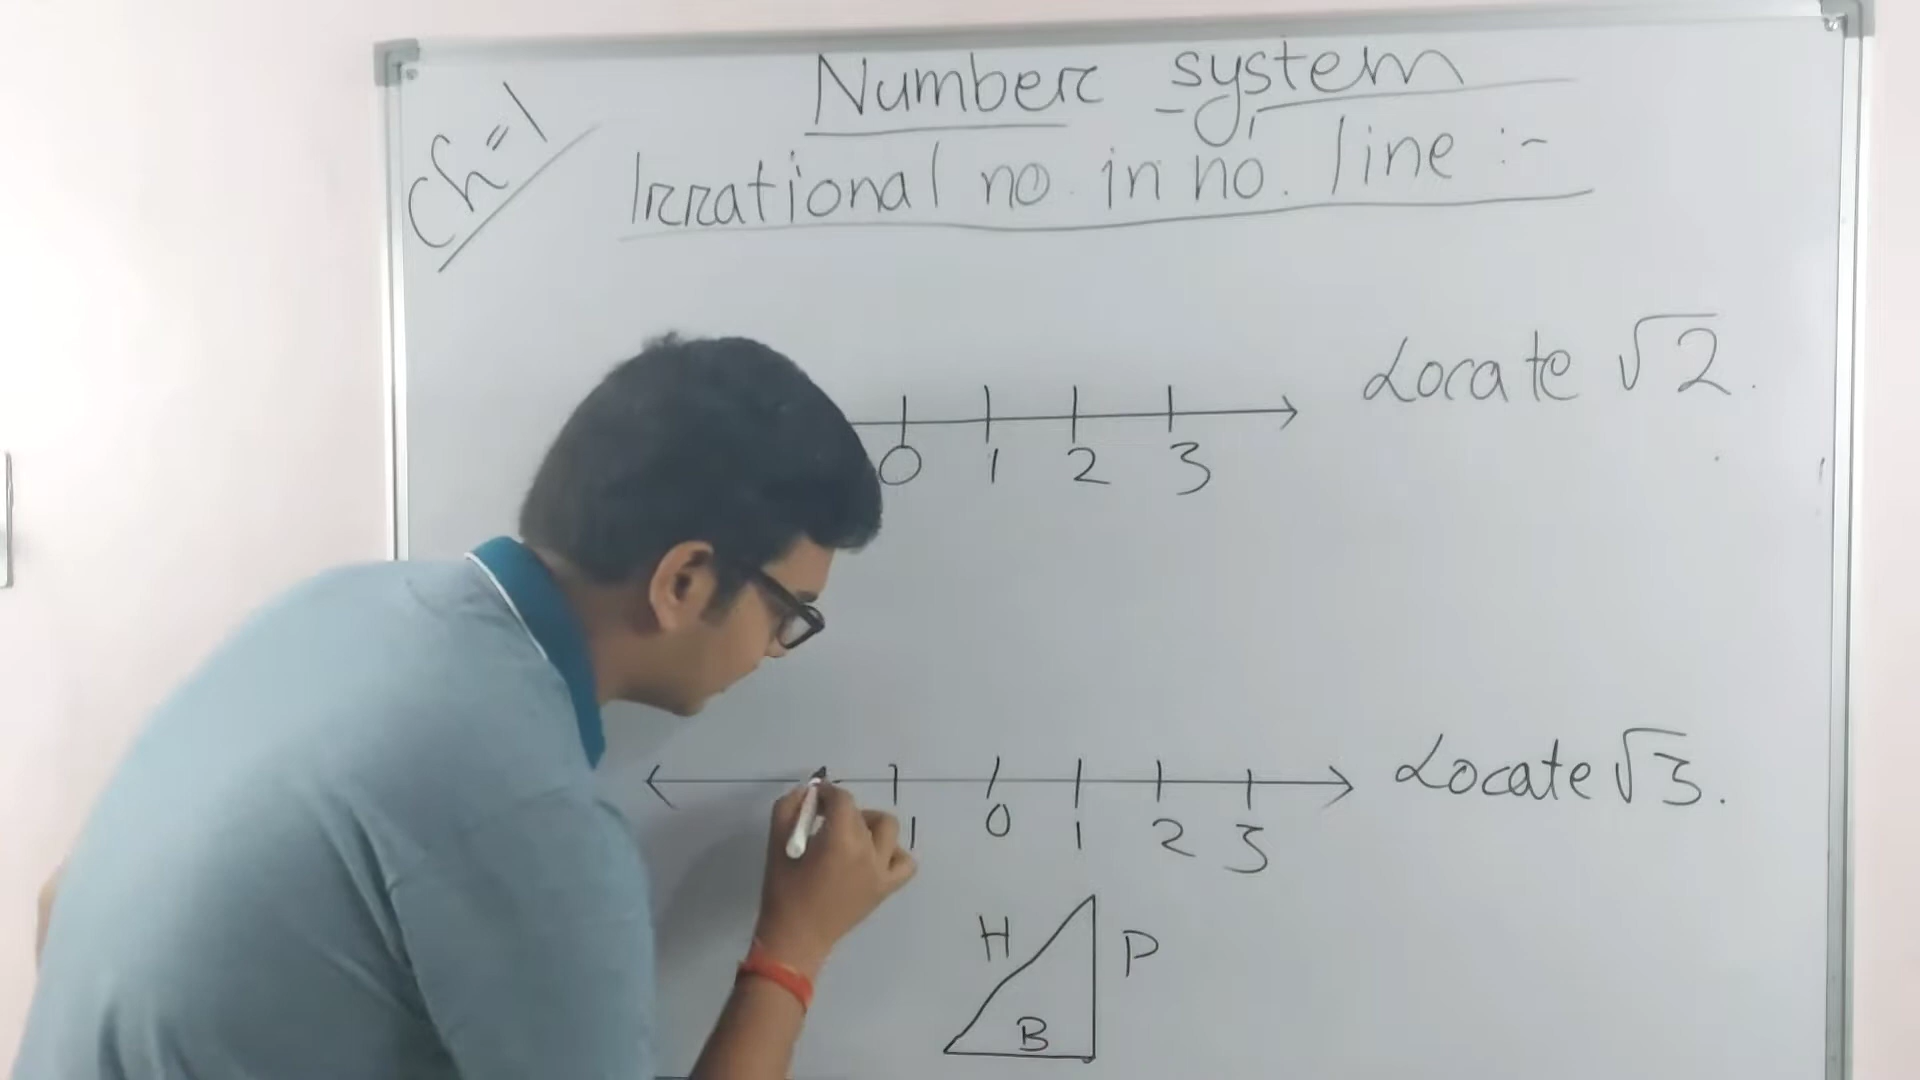 Ch=1
Number system
Irrational no. in no. line :-
0 1 2 3
Locate √2.
1 0 1 2 3
Locate √3.
H
P
B